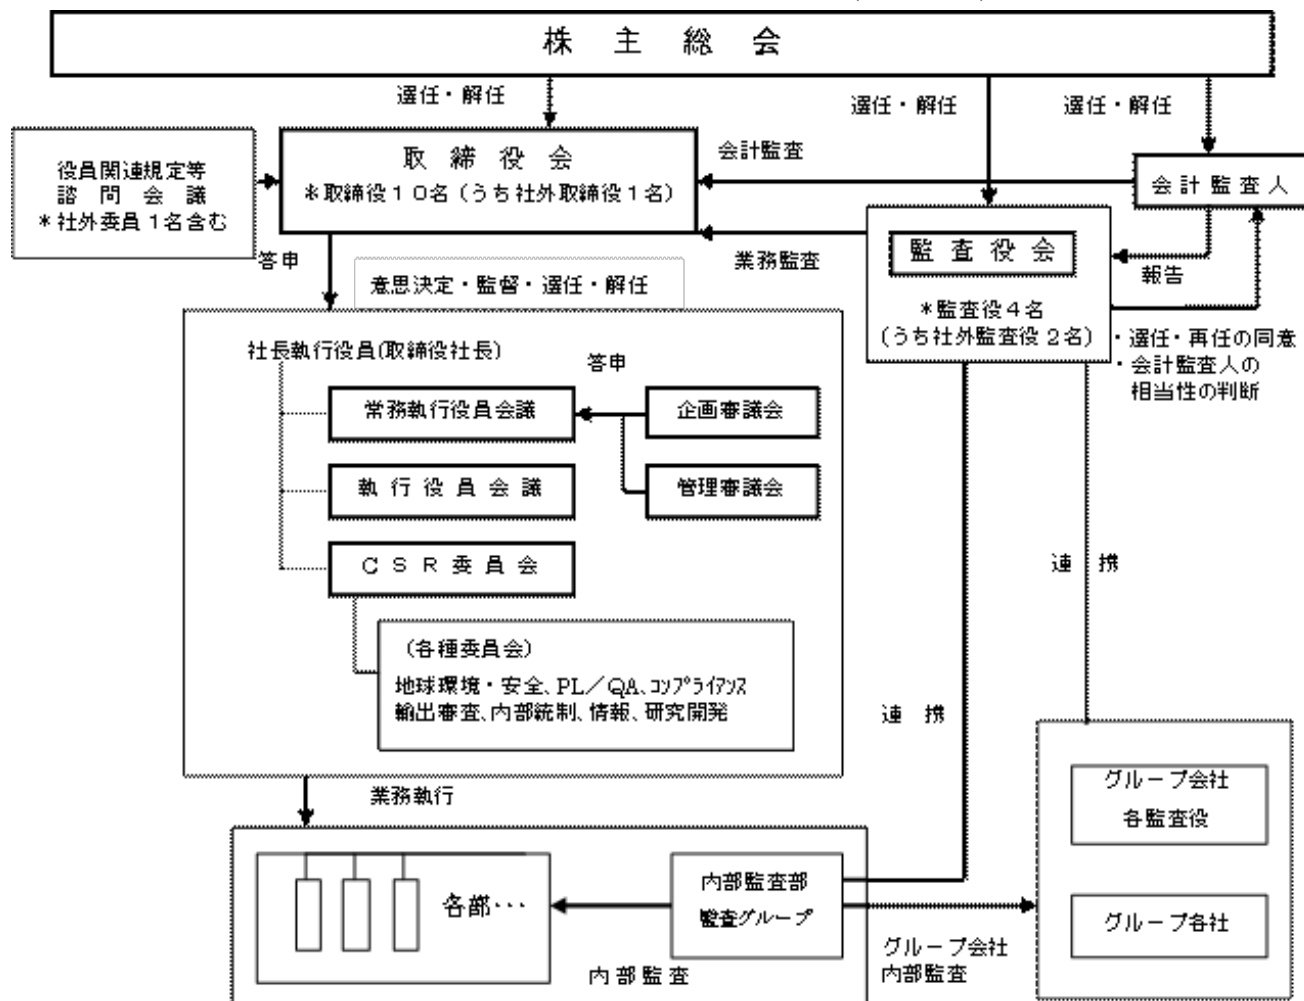 株主総会
選任・解任
選任・解任
選任・解任
役員関連規定等
諮問会議
*社外委員1名含む
取締役会
*取締役10名(うち社外取締役1名)
会計監査
会計監査人
答申
業務監査
監査役会
*監査役4名
(うち社外監査役2名)
報告
・選任・再任の同意
・会計監査人の
相当性の判断
意思決定・監督・選任・解任
社長執行役員(取締役社長)
答申
常務執行役員会議
企画審議会
執行役員会議
管理審議会
CSR委員会
(各種委員会)
地球環境・安全、PL/QA、コンプライアンス
輸出審査、内部統制、情報、研究開発
連携
連携
業務執行
各部・・・
内部監査部
監査グループ
内部監査
グループ会社
内部監査
グループ会社
各監査役
グループ各社